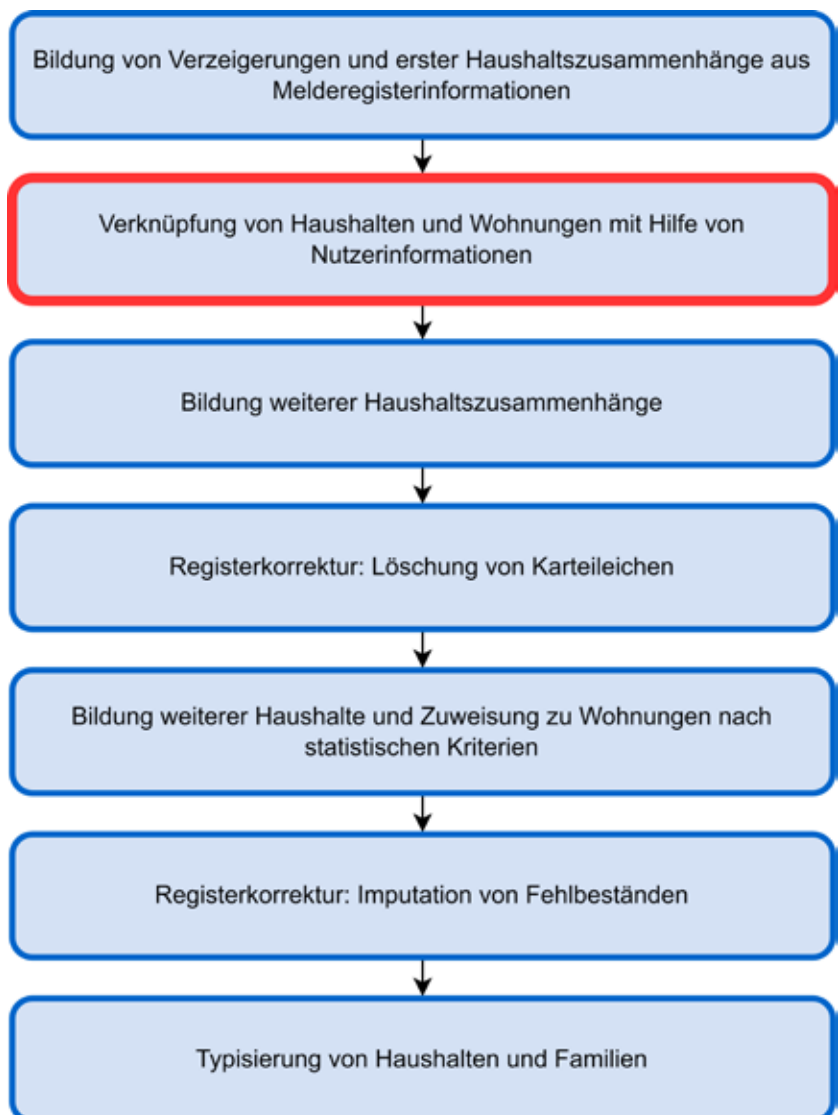 Bildung von Verzeigerungen und erster Haushaltszusammenhänge aus
Melderegisterinformationen
Verknüpfung von Haushalten und Wohnungen mit Hilfe von
Nutzerinformationen
Bildung weiterer Haushaltszusammenhänge
Registerkorrektur: Löschung von Karteileichen
Bildung weiterer Haushalte und Zuweisung zu Wohnungen nach
statistischen Kriterien
Registerkorrektur: Imputation von Fehlbeständen
Typisierung von Haushalten und Familien